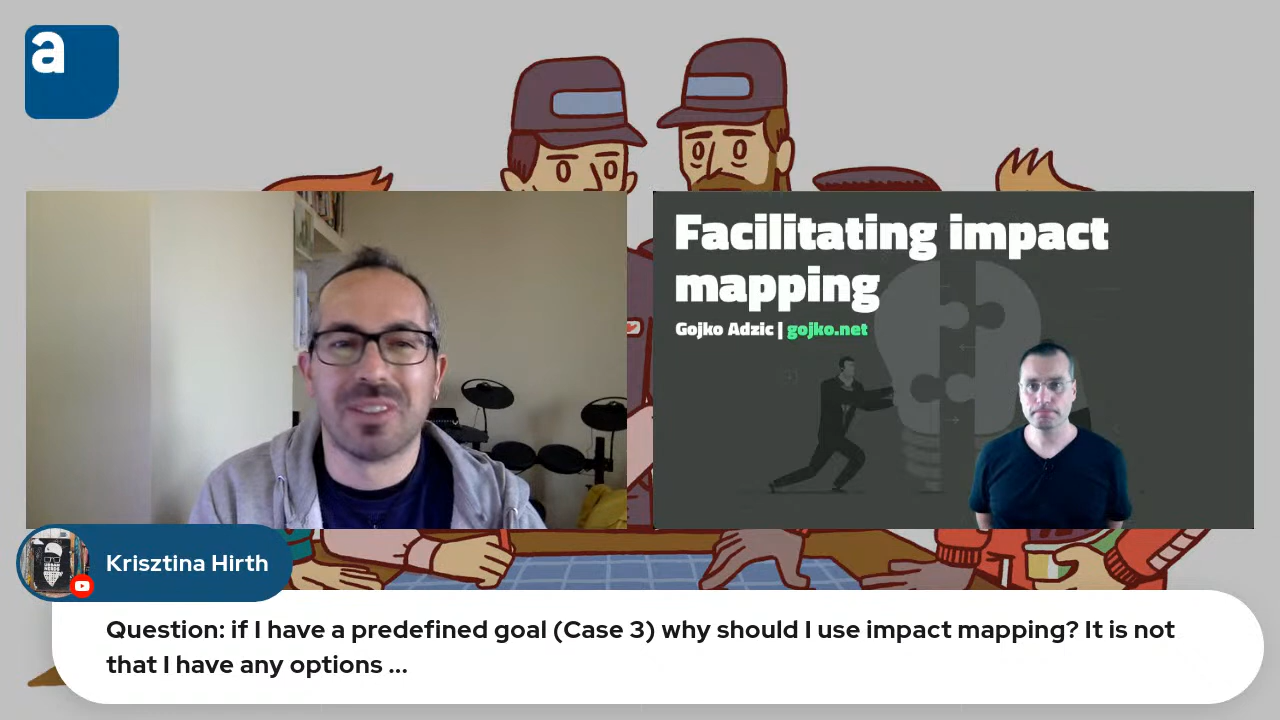 a
Facilitating impact
mapping
Gojko Adzic | gojko.net
Krisztina Hirth
Question: if I have a predefined goal (Case 3) why should I use impact mapping? It is not
that I have any options ...